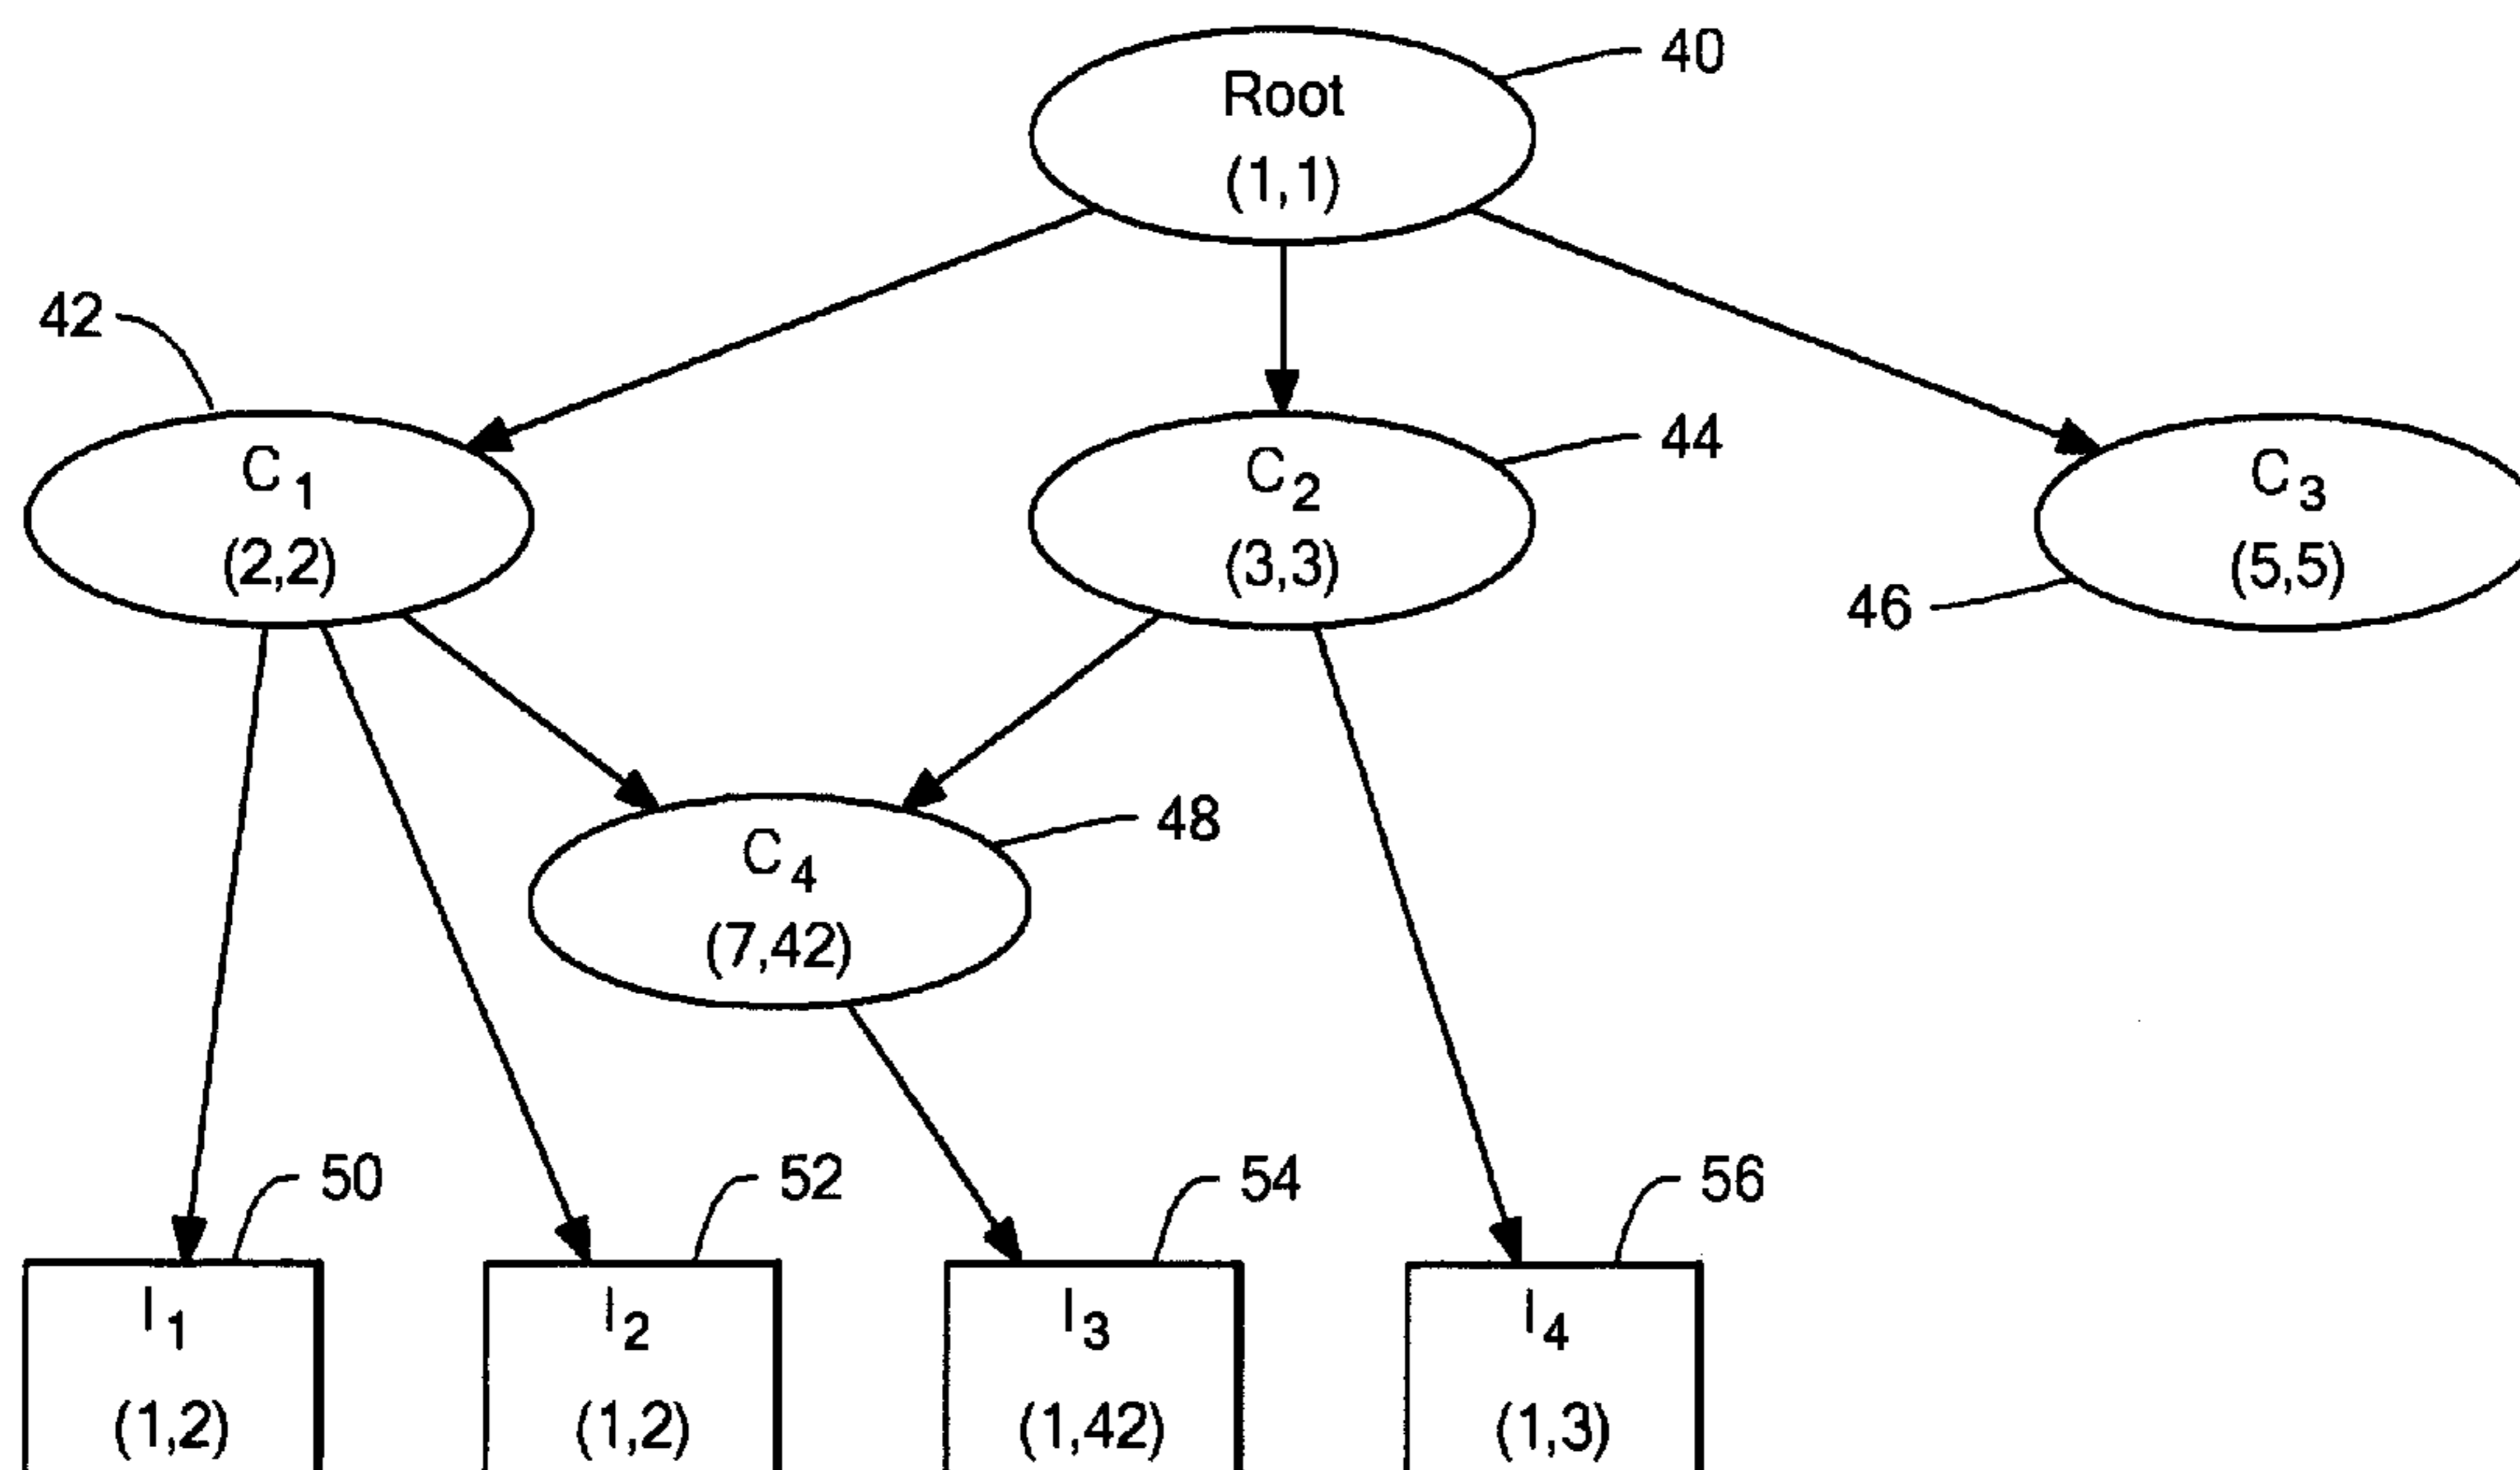 40
Root
(1,1)
42
44
C1
(2,2)
C2
(3,3)
C3
(5,5)
46
48
C4
(7,42)
50
52
54
56
I1
(1,2)
I2
(1,2)
I3
(1,42)
I4
(1,3)